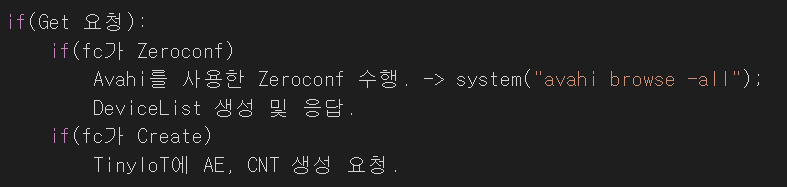 if(Get 요청):
if(fc가 Zeroconf)
Avahi를 사용한 Zeroconf 수행. -> system("avahi browse -all");
DeviceList 생성 및 응답.
if(fc가 Create)
TinyIoT에 AE, CNT 생성 요청.